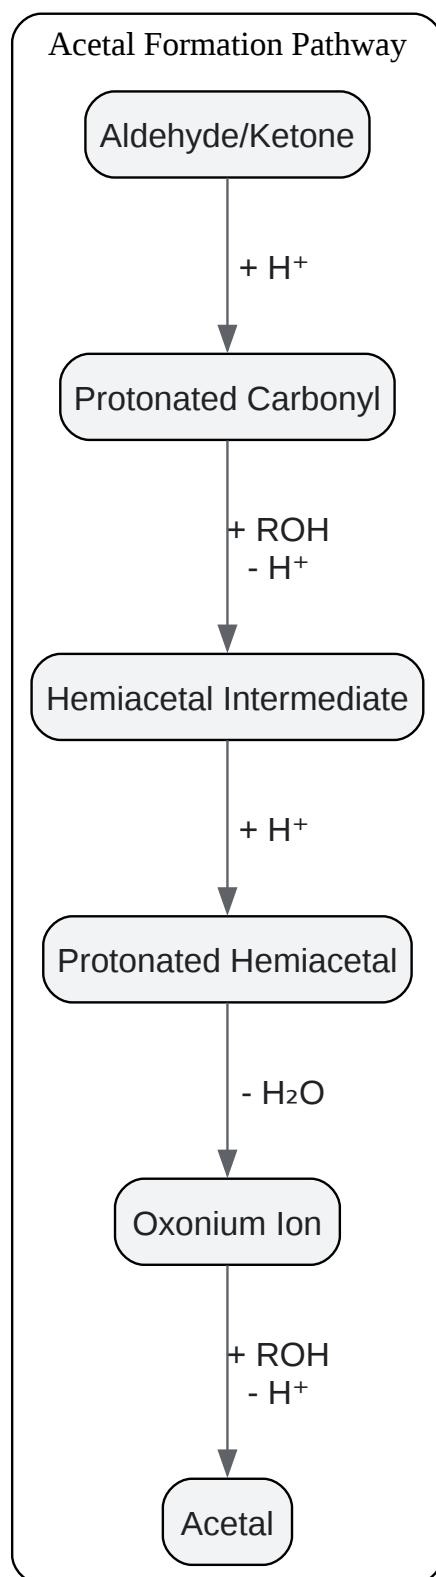 Acetal Formation Pathway
Aldehyde/Ketone
+ H⁺
Protonated Carbonyl
+ ROH
- H⁺
Hemiacetal Intermediate
+ H⁺
Protonated Hemiacetal
- H₂O
Oxonium Ion
+ ROH
- H⁺
Acetal